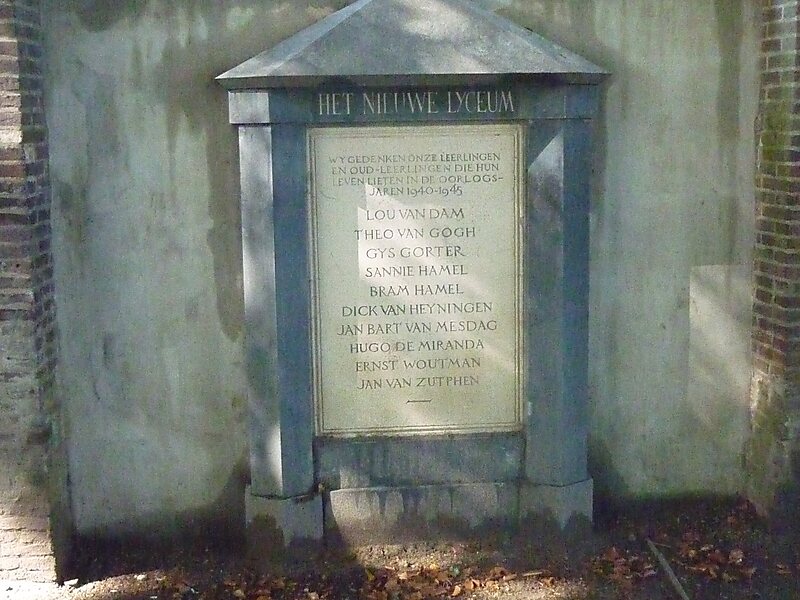 HET NIEUWE LYCEUM
WY GEDENKEN ONZE LEERLINGEN
EN OUD-LEERLINGEN DIE HUN
LEVEN LIETEN IN DE OORLOGS-
JAREN 1940-1945
LOU VAN DAM
THEO VAN GOGH
GYS GORTER
SANNIE HAMEL
BRAM HAMEL
DICK VAN HEYNINGEN
JAN BART VAN MESDAG
HUGO DE MIRANDA
ERNST WOUTMAN
JAN VAN ZUTPHEN